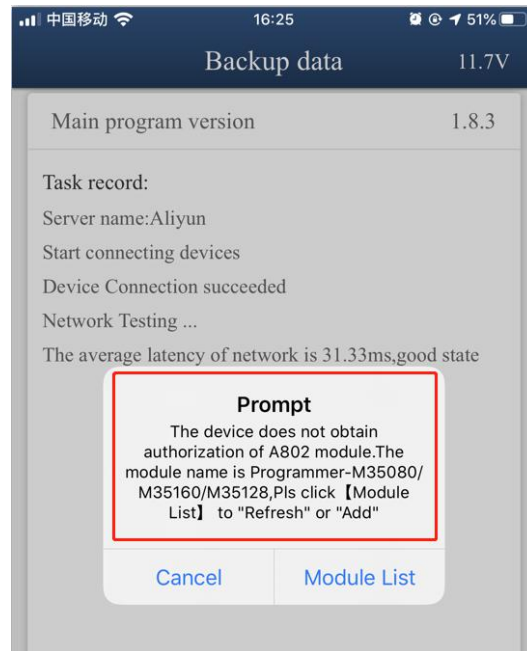 中国移动 16:25 51%
Backup data 11.7V
Main program version 1.8.3
Task record:
Server name:Aliyun
Start connecting devices
Device Connection succeeded
Network Testing ...
The average latency of network is 31.33ms,good state
Prompt
The device does not obtain
authorization of A802 module.The
module name is Programmer-M35080/
M35160/M35128,Pls click【Module
List】 to "Refresh" or "Add"
Cancel Module List